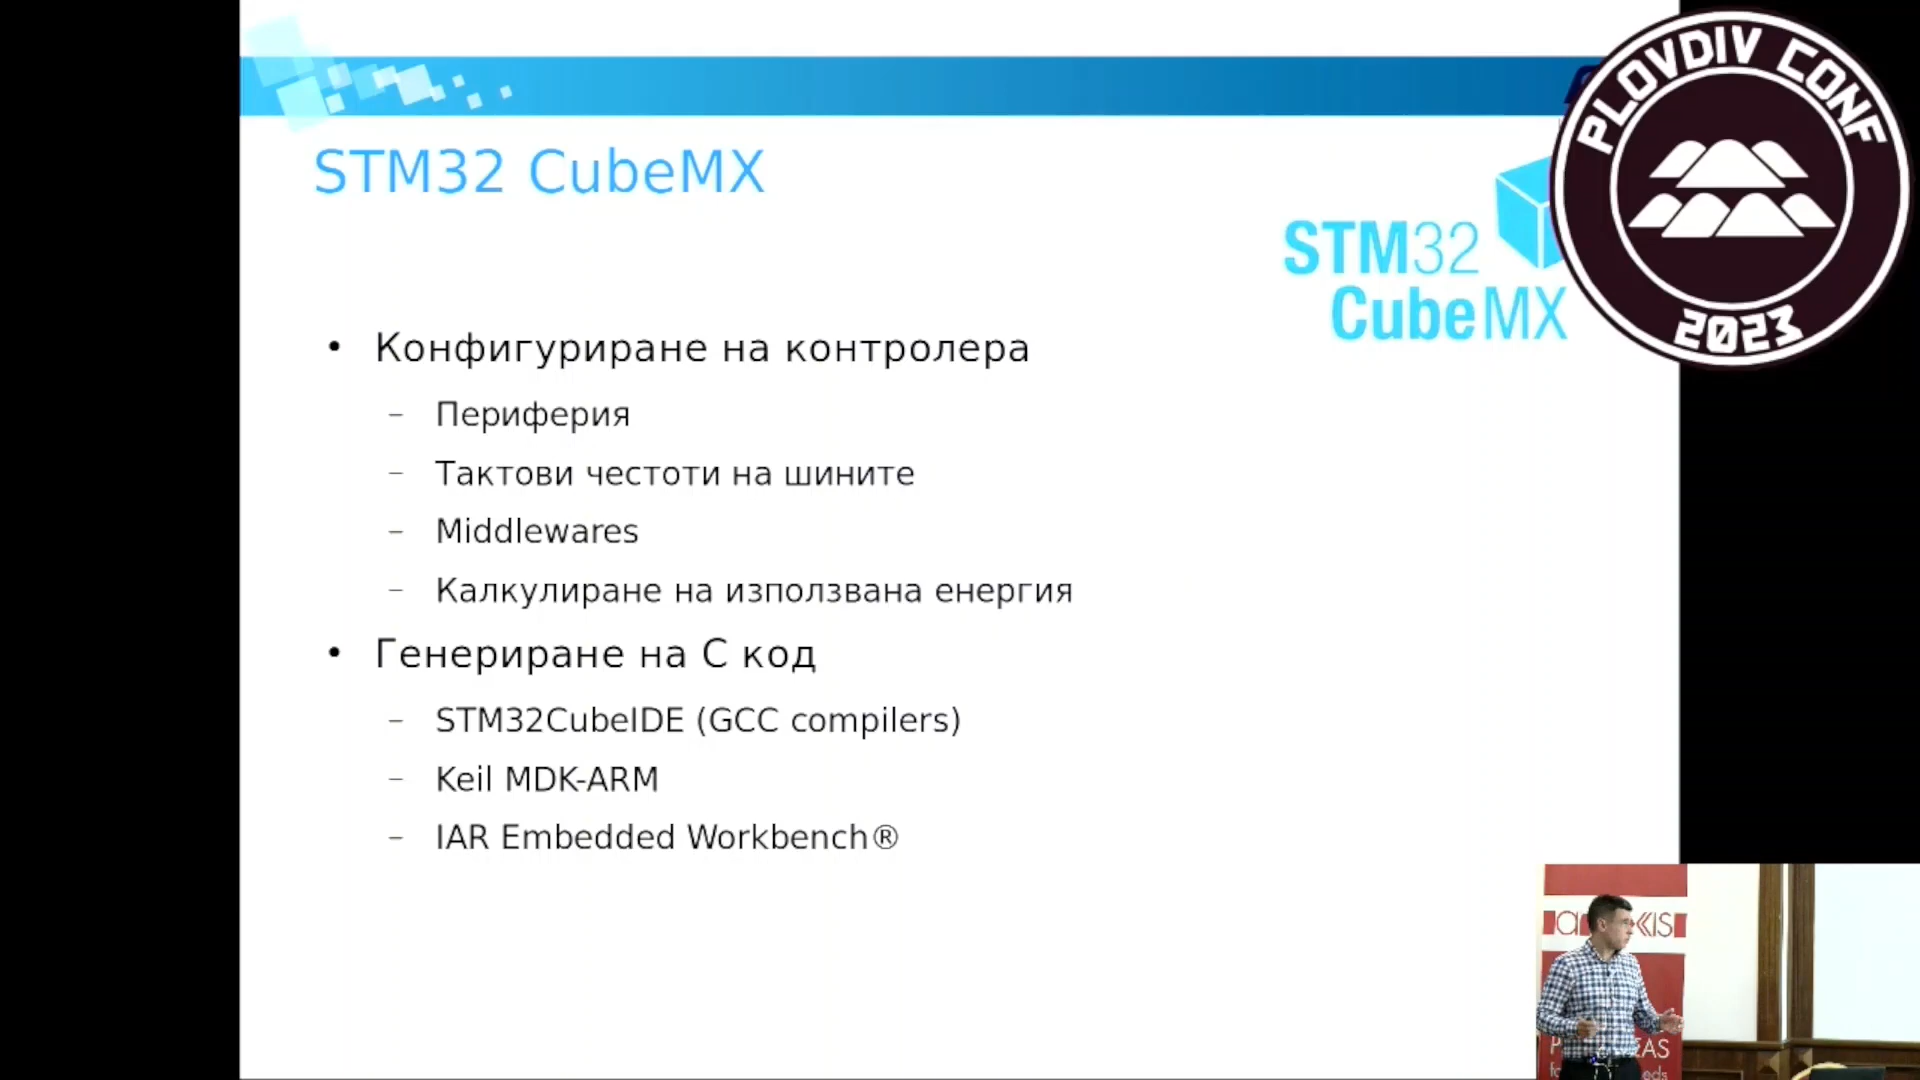 PLOVDIV CONF
2023
STM32 CubeMX
STM32
CubeMX
• Конфигуриране на контролера
– Периферия
– Тактови честоти на шините
– Middlewares
– Калкулиране на използвана енергия
• Генериране на C код
– STM32CubeIDE (GCC compilers)
– Keil MDK-ARM
– IAR Embedded Workbench®